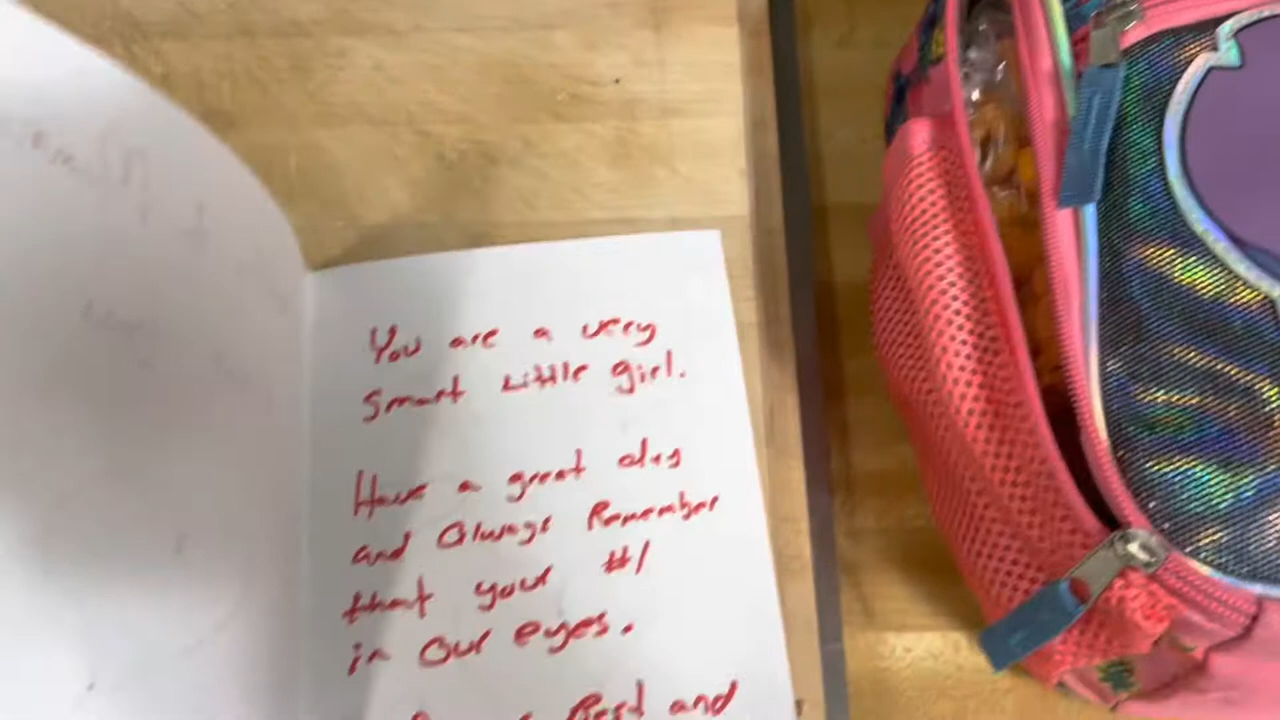 You are a very
smart Little girl.
Have a great day
and Always Remember
that your #1
in Our eyes.
Best and